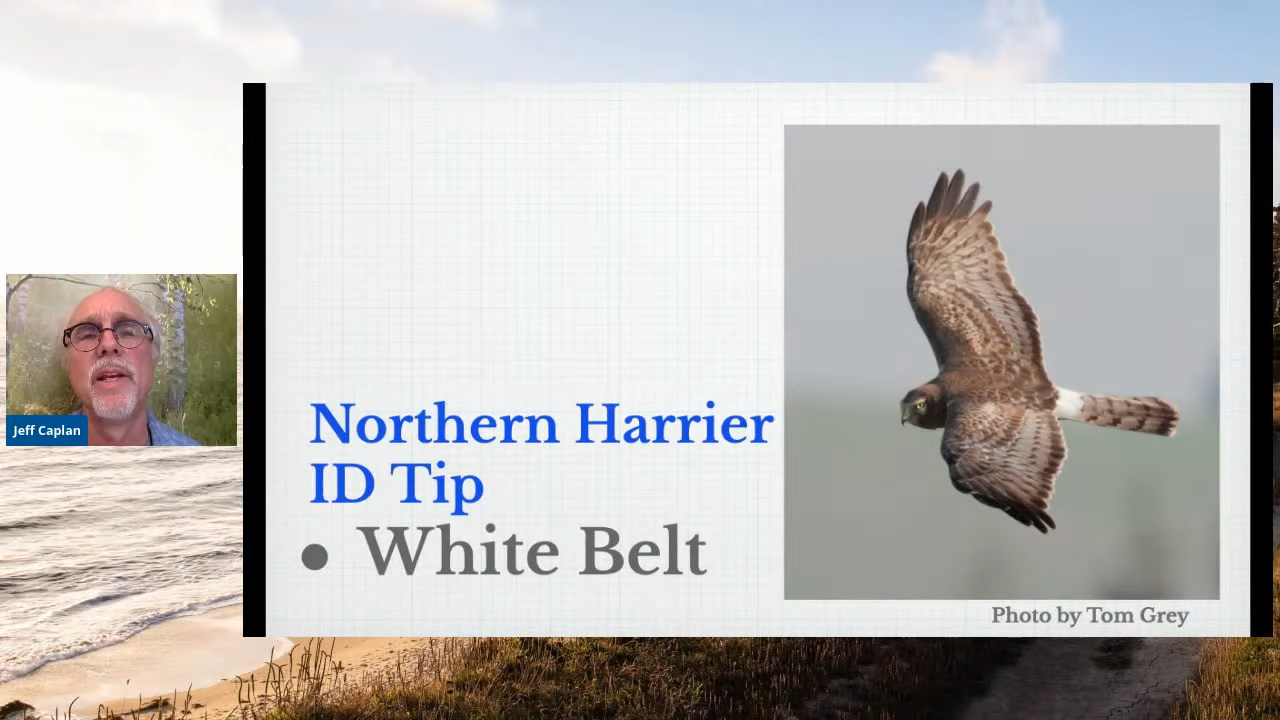 Jeff Caplan
Northern Harrier
ID Tip
• White Belt
Photo by Tom Grey